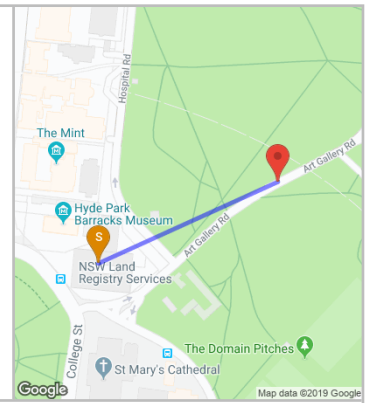 Hospital Rd
The Mint
Art Gallery Rd
Hyde Park
Barracks Museum
S
Art Gallery Rd
NSW Land
Registry Services
College St
The Domain Pitches
St Mary's Cathedral
Google
Map data ©2019 Google